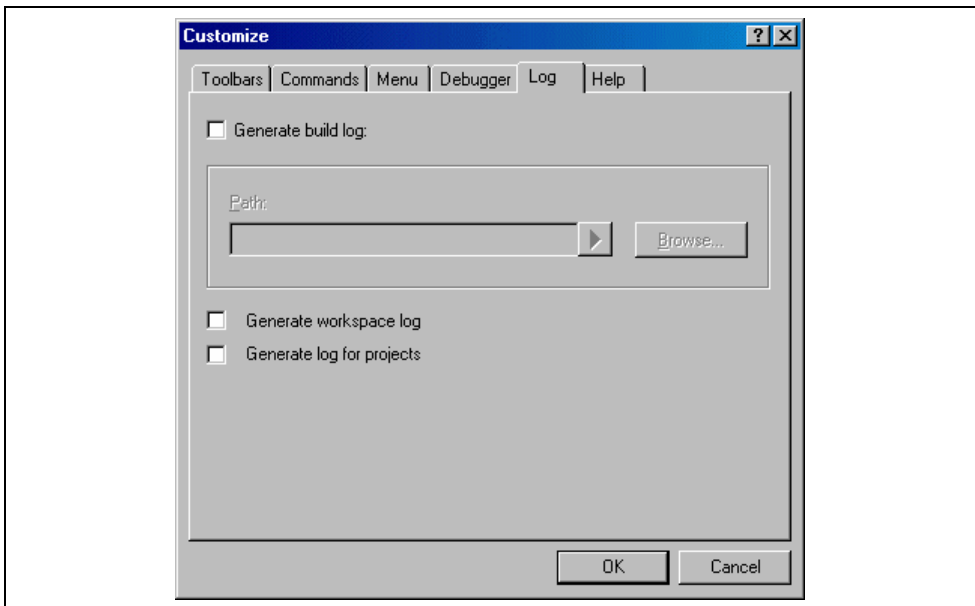 Customize
Toolbars Commands Menu Debugger Log Help
Generate build log:
Path:
Browse...
Generate workspace log
Generate log for projects
OK Cancel